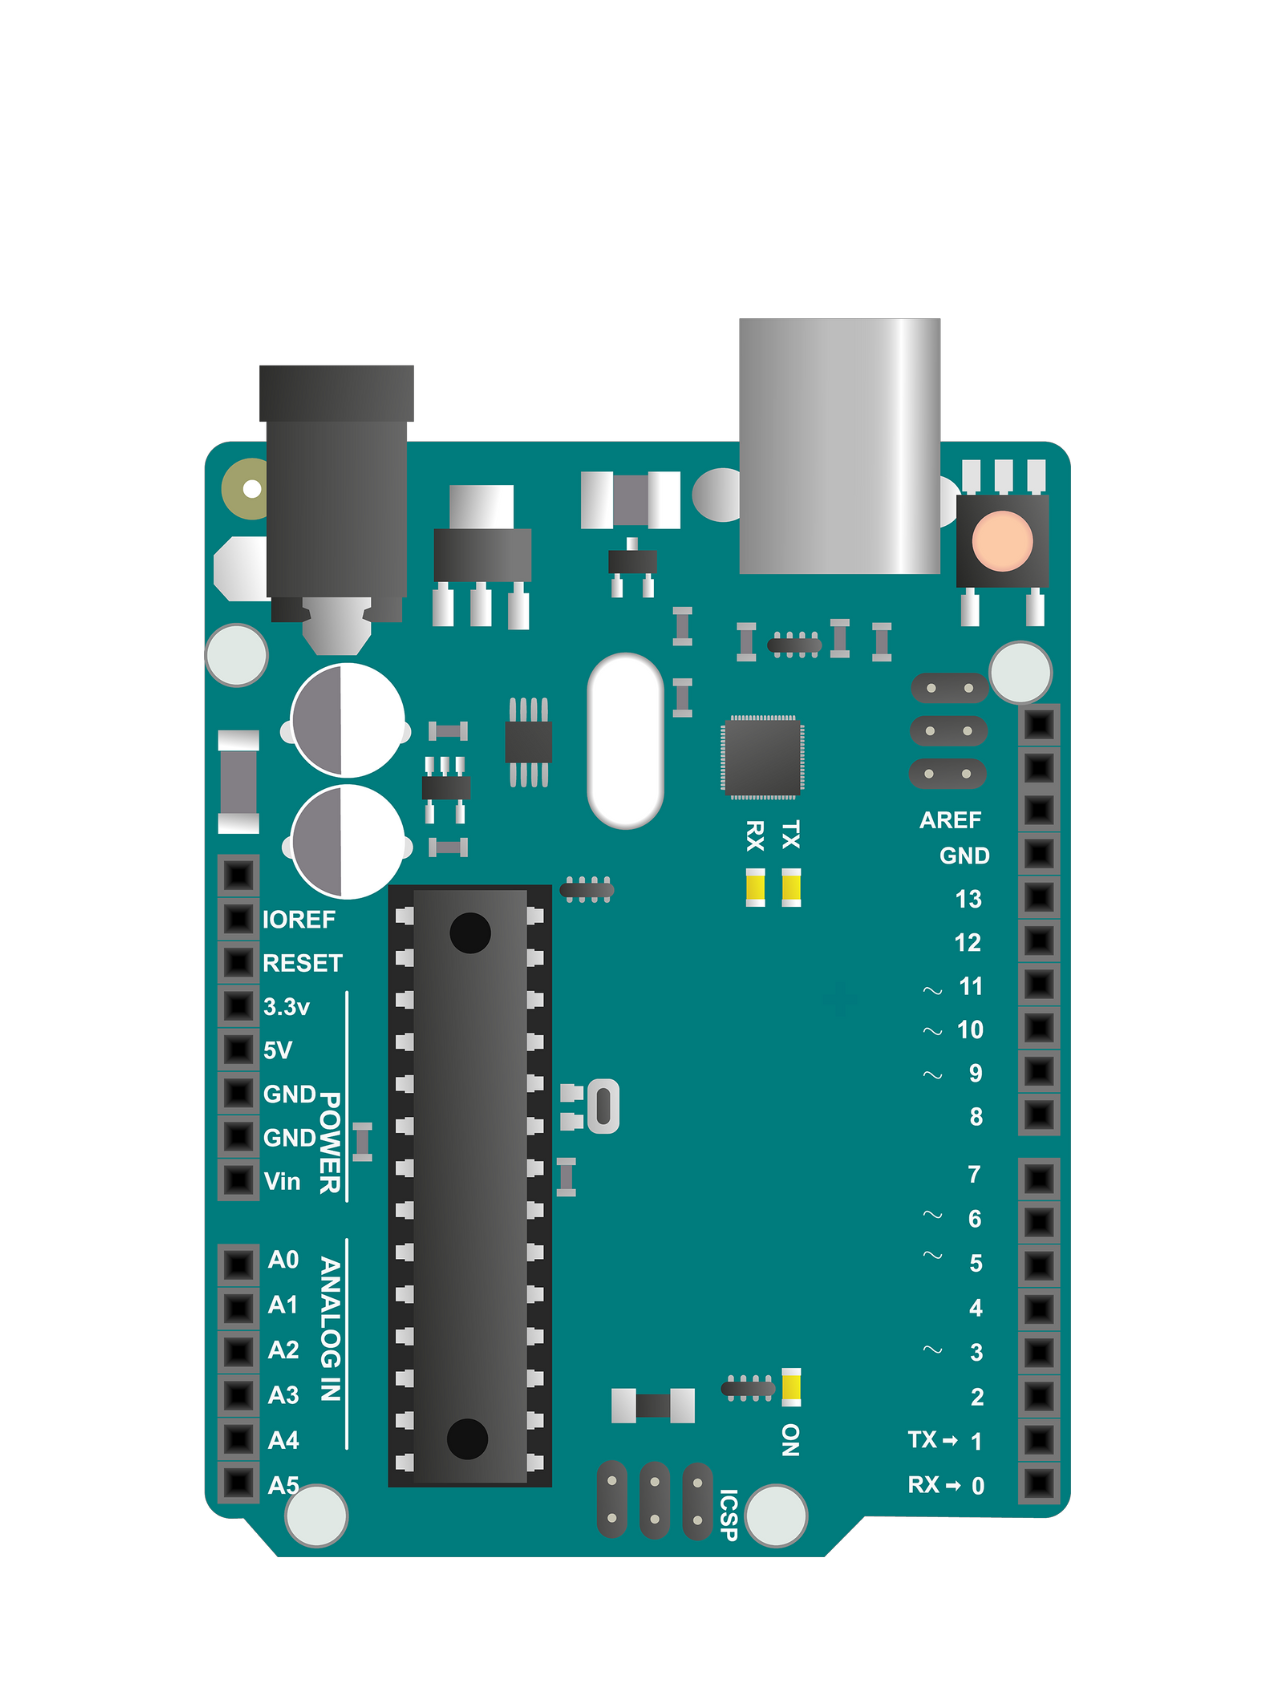 IOREF
RESET
3.3v
5V
GND
GND
Vin
POWER
A0
A1
A2
A3
A4
A5
ANALOG IN
RX
TX
ON
ICSP
AREF
GND
13
12
~ 11
~ 10
~ 9
8
7
~ 6
~ 5
4
~ 3
2
TX → 1
RX → 0